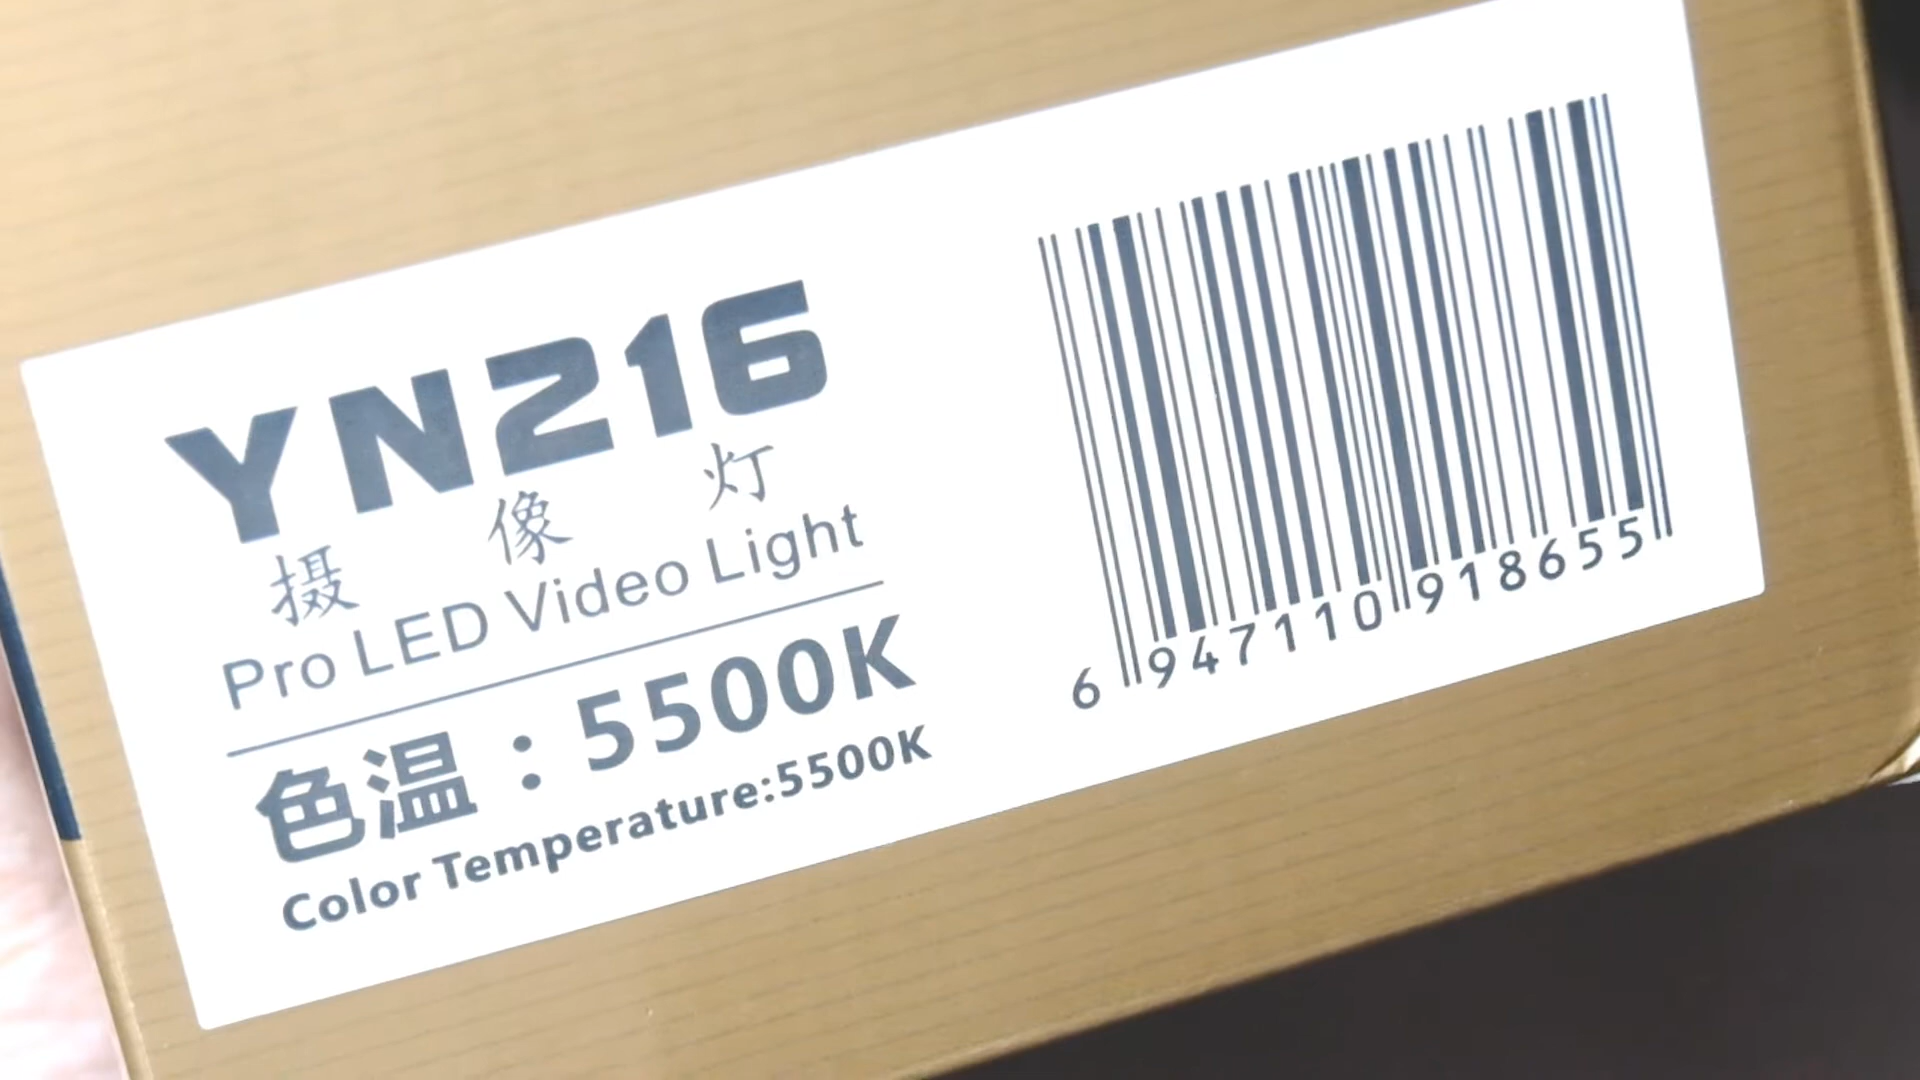 YN216
摄像灯
Pro LED Video Light
色温：5500K
Color Temperature:5500K
6 947110 918655